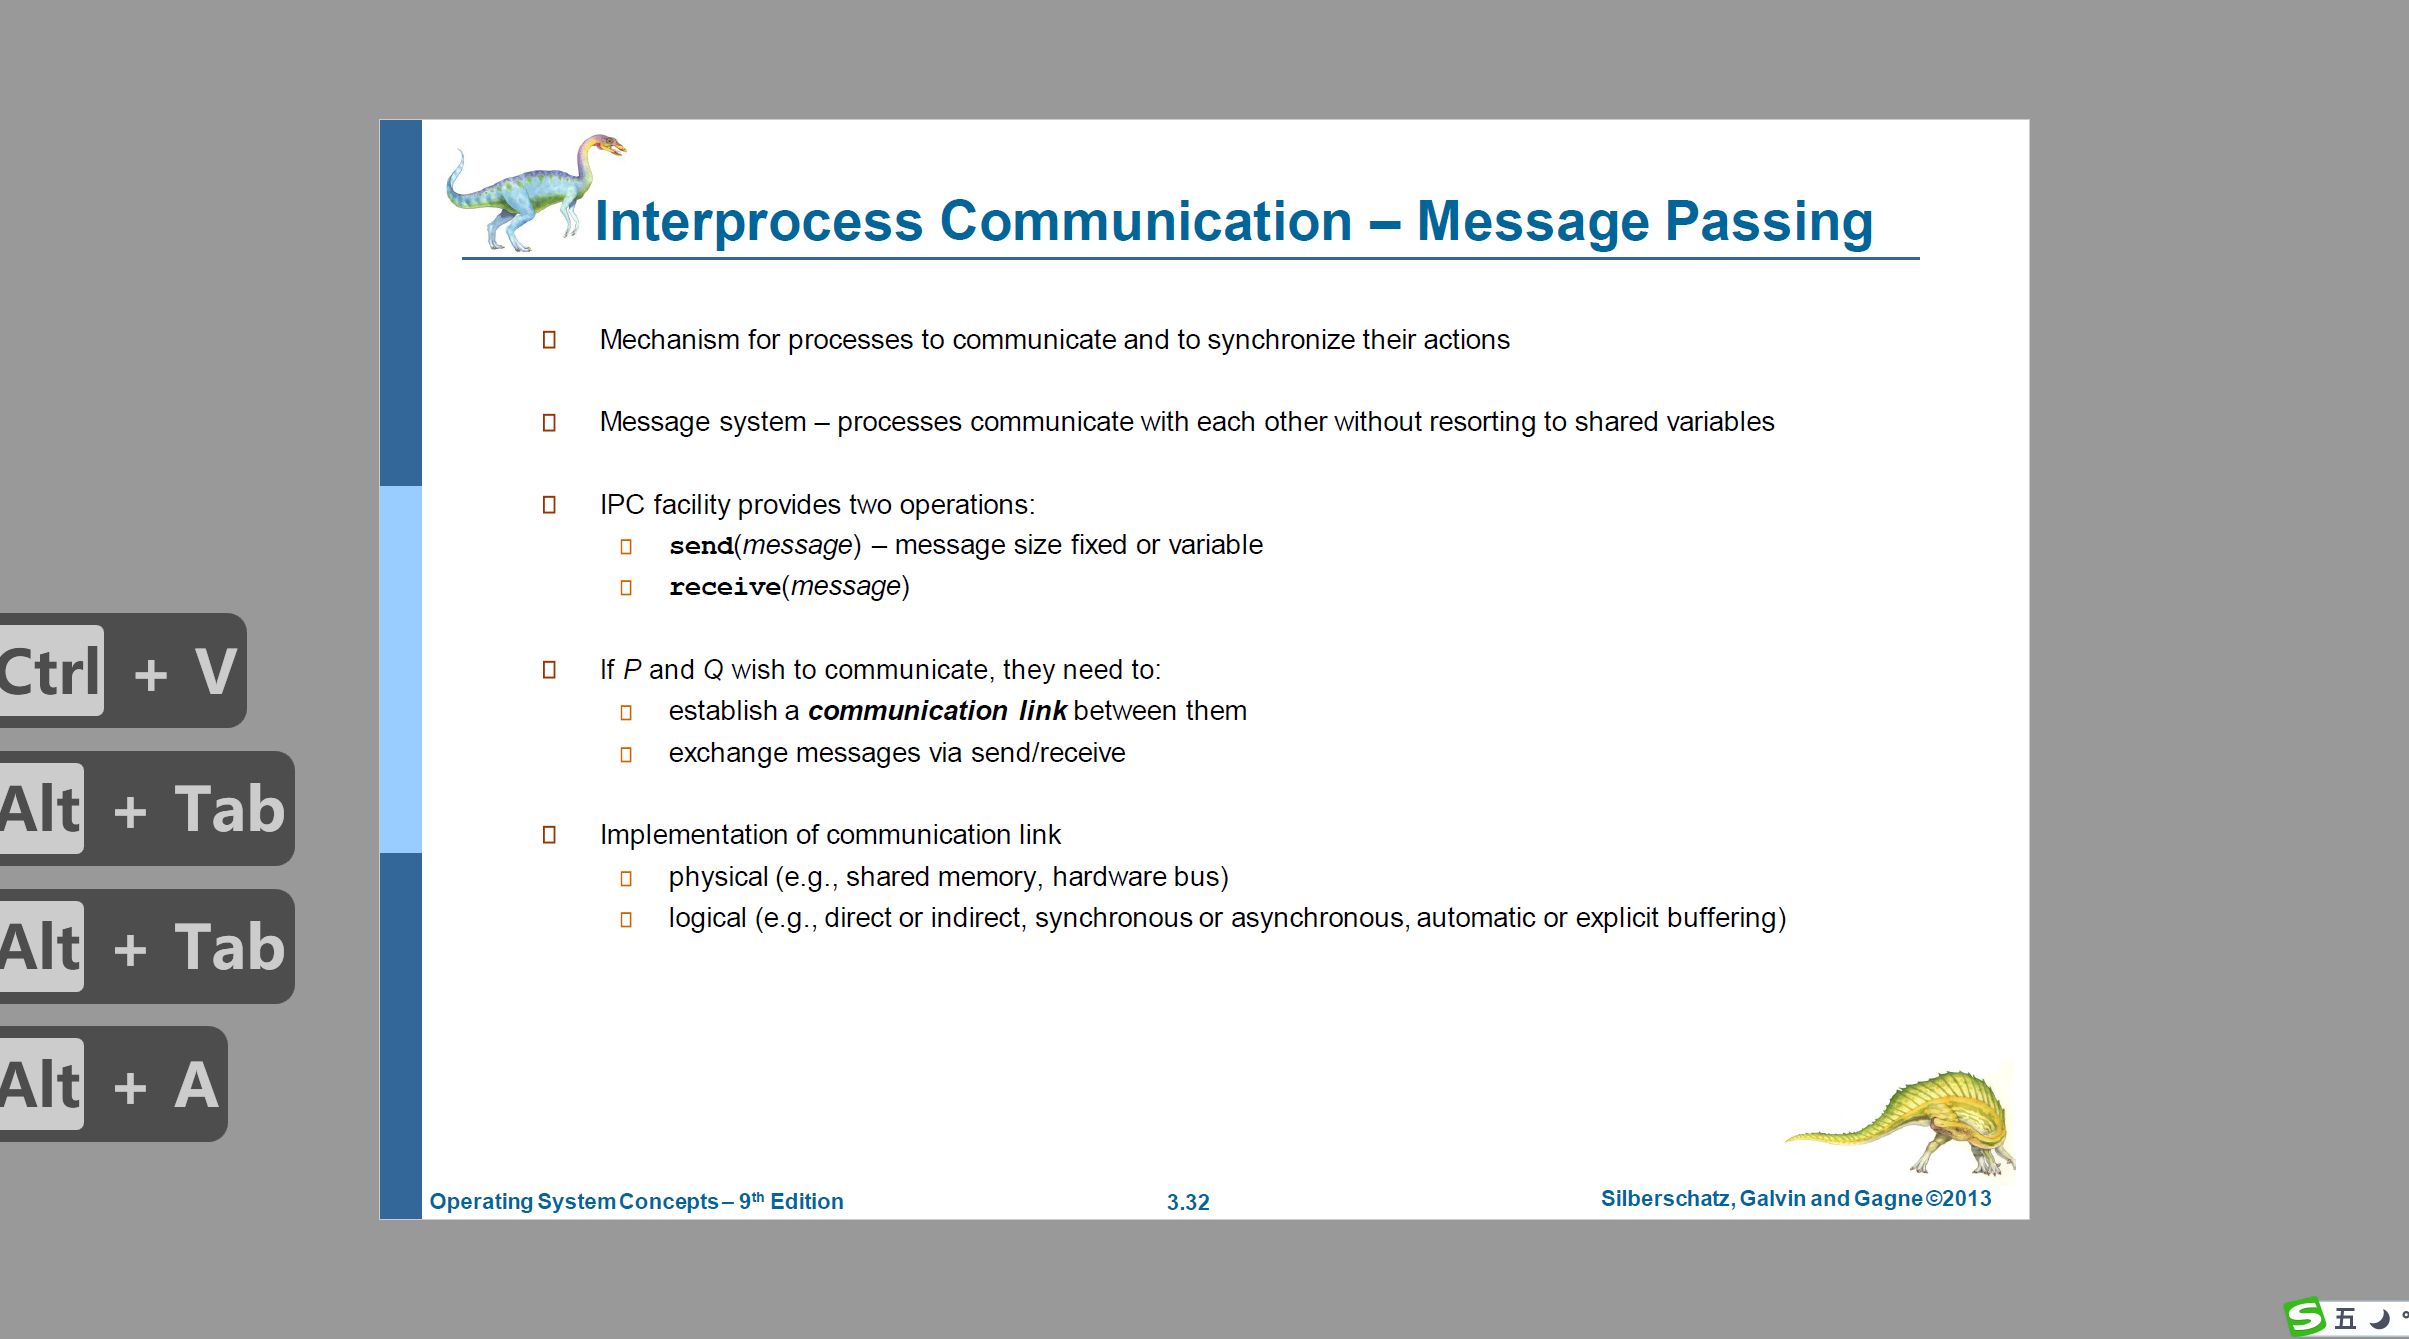 Interprocess Communication – Message Passing
Mechanism for processes to communicate and to synchronize their actions
Message system – processes communicate with each other without resorting to shared variables
IPC facility provides two operations:
send(message) – message size fixed or variable
receive(message)
If P and Q wish to communicate, they need to:
establish a communication link between them
exchange messages via send/receive
Implementation of communication link
physical (e.g., shared memory, hardware bus)
logical (e.g., direct or indirect, synchronous or asynchronous, automatic or explicit buffering)
Operating System Concepts – 9th Edition
3.32
Silberschatz, Galvin and Gagne ©2013
Ctrl + V
Alt + Tab
Alt + Tab
Alt + A
S 五